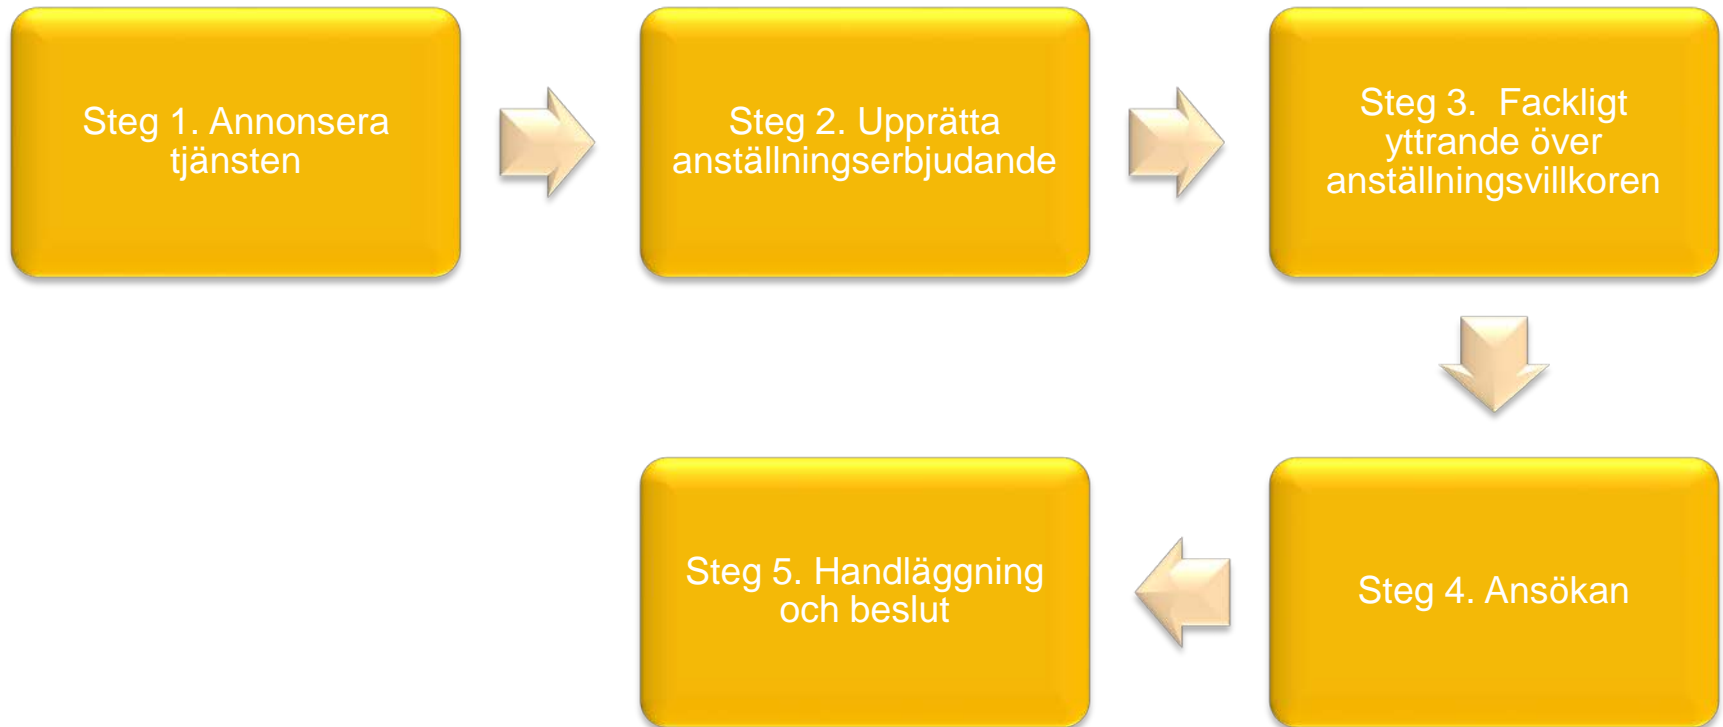 Steg 1. Annonsera
tjänsten
Steg 2. Upprätta
anställningserbjudande
Steg 3.  Fackligt
yttrande över
anställningsvillkoren
Steg 4. Ansökan
Steg 5. Handläggning
och beslut